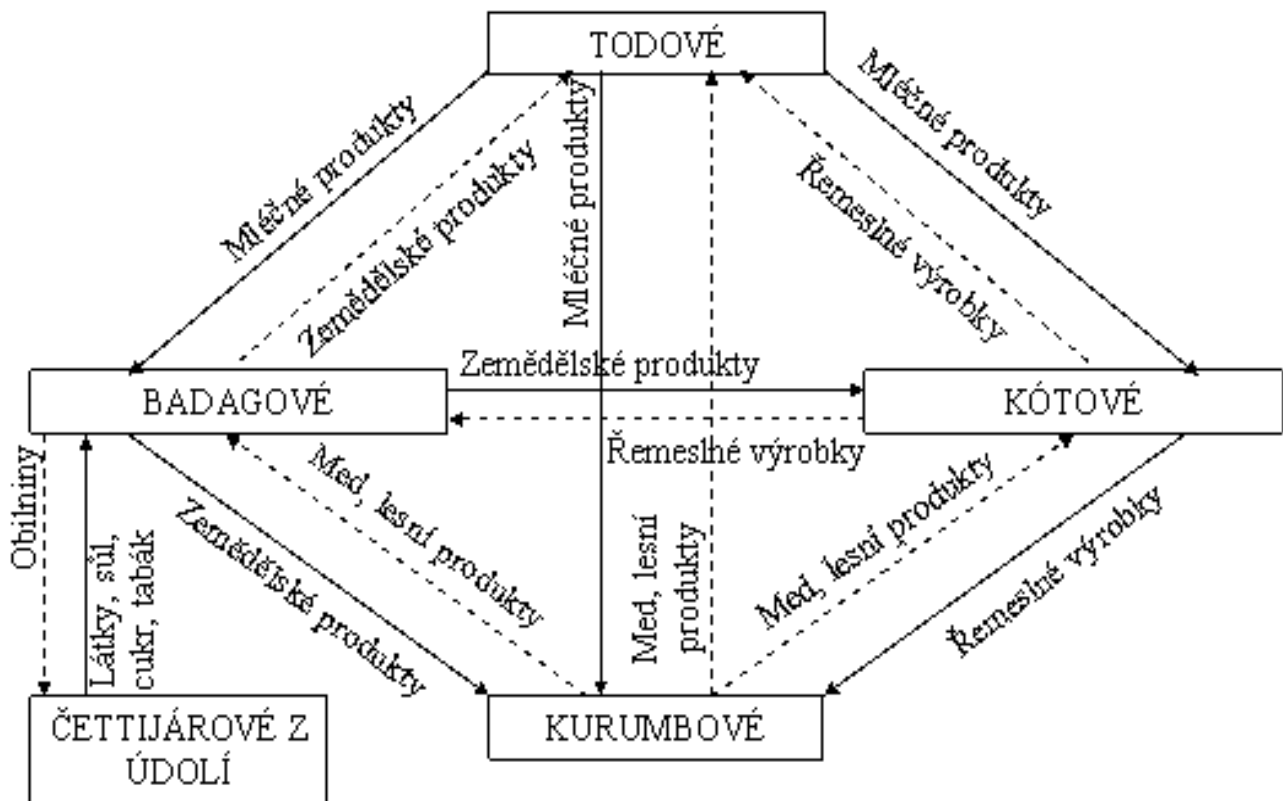 TODOVÉ
Mléčné produkty
Zemědělské produkty
Mléčné produkty
Řemeslné výrobky
Mléčné produkty
BADAGOVÉ
Zemědělské produkty
Řemeslné výrobky
KÓTOVÉ
Obilniny
Látky, sůl,
cukr, tabák
Zemědělské produkty
Med, lesní produkty
Med, lesní
produkty
Med, lesní produkty
Řemeslné výrobky
ČETTIJÁROVÉ Z
ÚDOLÍ
KURUMBOVÉ